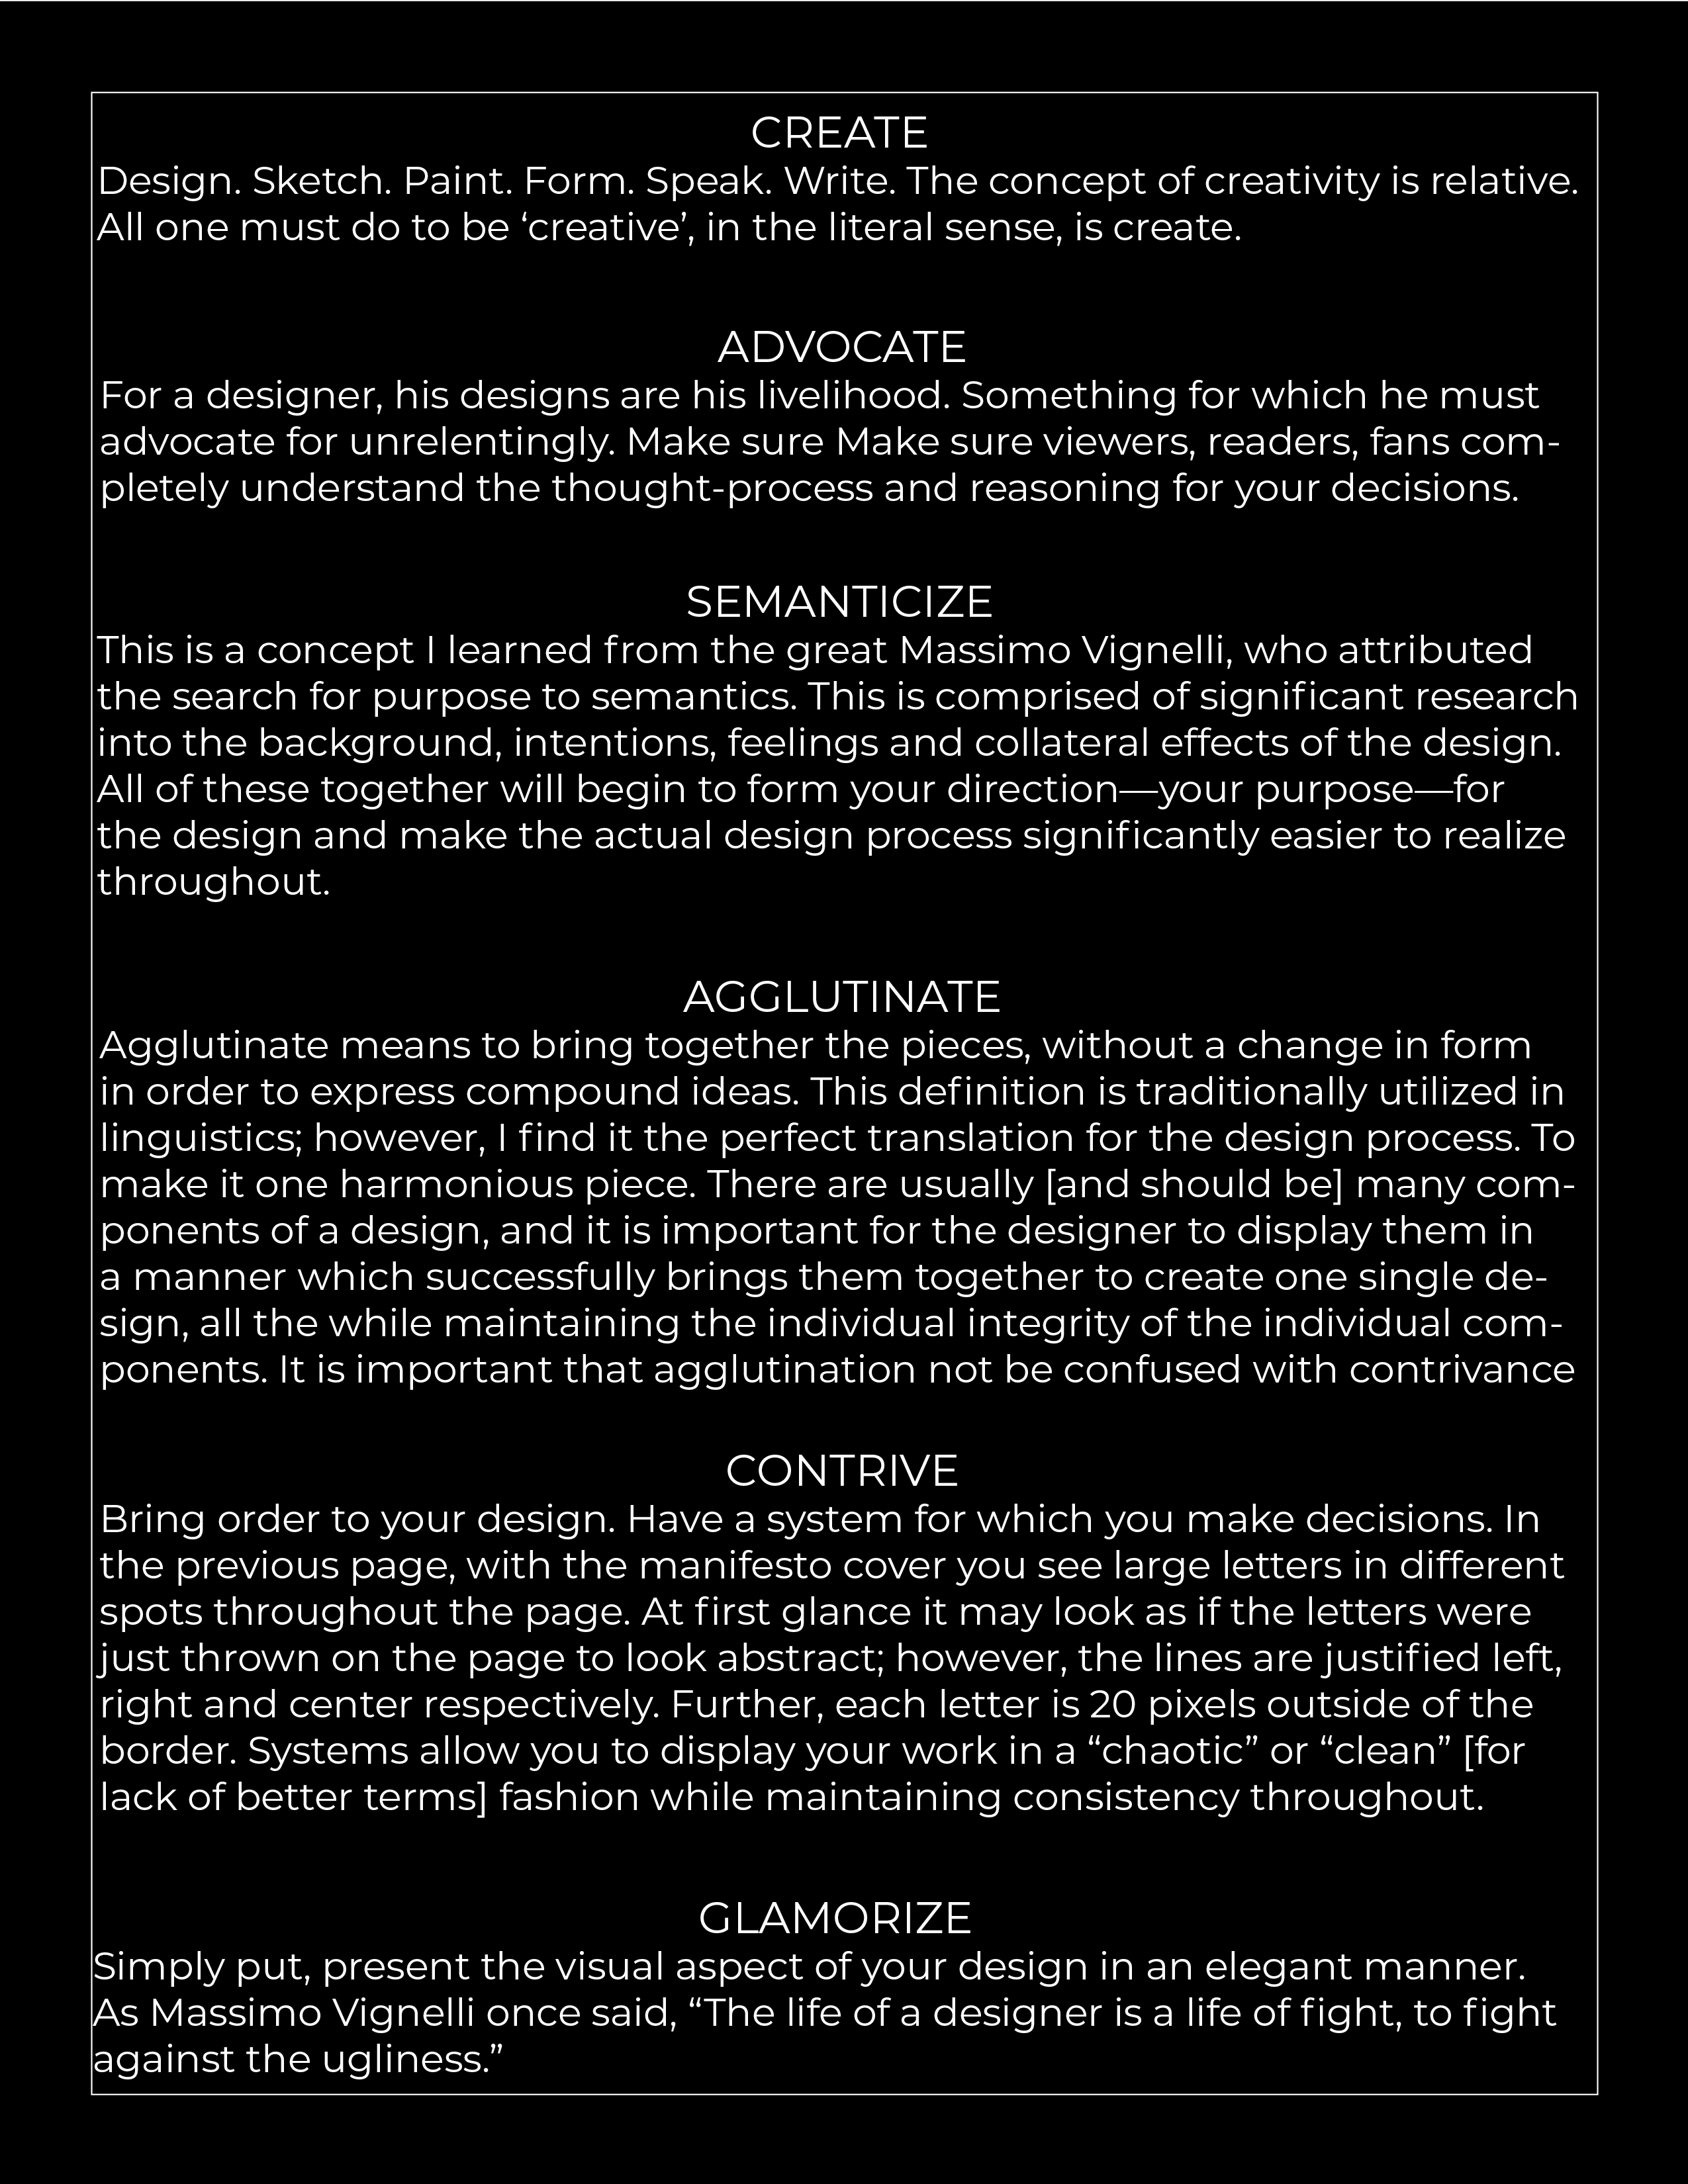 CREATE
Design. Sketch. Paint. Form. Speak. Write. The concept of creativity is relative.
All one must do to be ‘creative’, in the literal sense, is create.
ADVOCATE
For a designer, his designs are his livelihood. Something for which he must
advocate for unrelentingly. Make sure Make sure viewers, readers, fans com-
pletely understand the thought-process and reasoning for your decisions.
SEMANTICIZE
This is a concept I learned from the great Massimo Vignelli, who attributed
the search for purpose to semantics. This is comprised of significant research
into the background, intentions, feelings and collateral effects of the design.
All of these together will begin to form your direction—your purpose—for
the design and make the actual design process significantly easier to realize
throughout.
AGGLUTINATE
Agglutinate means to bring together the pieces, without a change in form
in order to express compound ideas. This definition is traditionally utilized in
linguistics; however, I find it the perfect translation for the design process. To
make it one harmonious piece. There are usually [and should be] many com-
ponents of a design, and it is important for the designer to display them in
a manner which successfully brings them together to create one single de-
sign, all the while maintaining the individual integrity of the individual com-
ponents. It is important that agglutination not be confused with contrivance
CONTRIVE
Bring order to your design. Have a system for which you make decisions. In
the previous page, with the manifesto cover you see large letters in different
spots throughout the page. At first glance it may look as if the letters were
just thrown on the page to look abstract; however, the lines are justified left,
right and center respectively. Further, each letter is 20 pixels outside of the
border. Systems allow you to display your work in a “chaotic” or “clean” [for
lack of better terms] fashion while maintaining consistency throughout.
GLAMORIZE
Simply put, present the visual aspect of your design in an elegant manner.
As Massimo Vignelli once said, “The life of a designer is a life of fight, to fight
against the ugliness.”